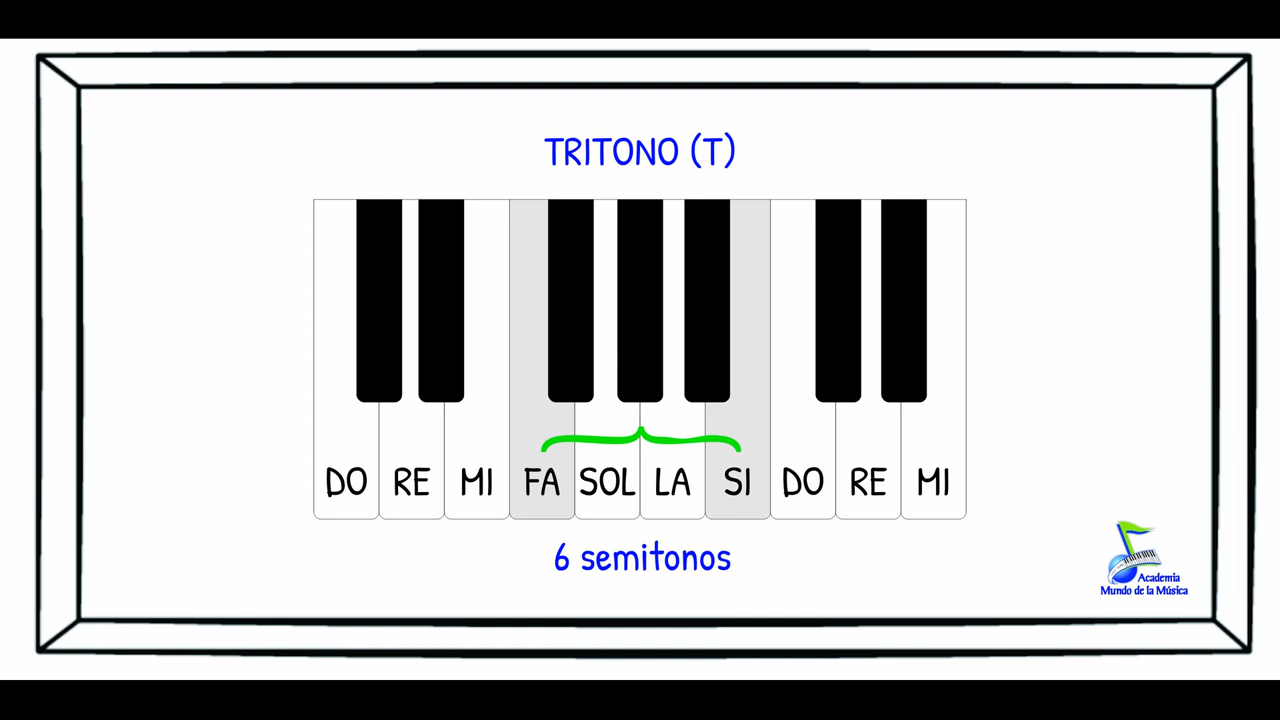 TRITONO (T)
DO RE MI FA SOL LA SI DO RE MI
6 semitonos
Academia
Mundo de la Música